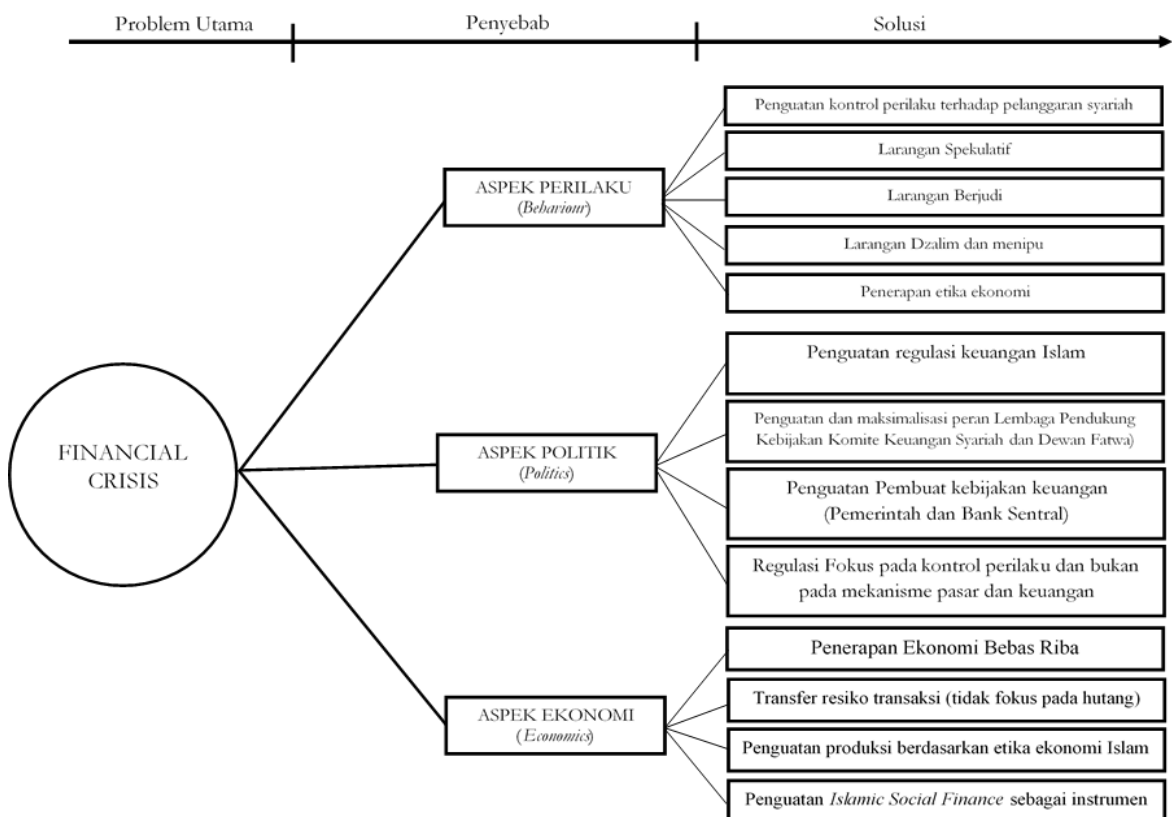 Problem Utama
Penyebab
Solusi
FINANCIAL
CRISIS
ASPEK PERILAKU
(Behaviour)
Penguatan kontrol perilaku terhadap pelanggaran syariah
Larangan Spekulatif
Larangan Berjudi
Larangan Dzalim dan menipu
Penerapan etika ekonomi
ASPEK POLITIK
(Politics)
Penguatan regulasi keuangan Islam
Penguatan dan maksimalisasi peran Lembaga Pendukung
Kebijakan Komite Keuangan Syariah dan Dewan Fatwa)
Penguatan Pembuat kebijakan keuangan
(Pemerintah dan Bank Sentral)
Regulasi Fokus pada kontrol perilaku dan bukan
pada mekanisme pasar dan keuangan
ASPEK EKONOMI
(Economics)
Penerapan Ekonomi Bebas Riba
Transfer resiko transaksi (tidak fokus pada hutang)
Penguatan produksi berdasarkan etika ekonomi Islam
Penguatan Islamic Social Finance sebagai instrumen